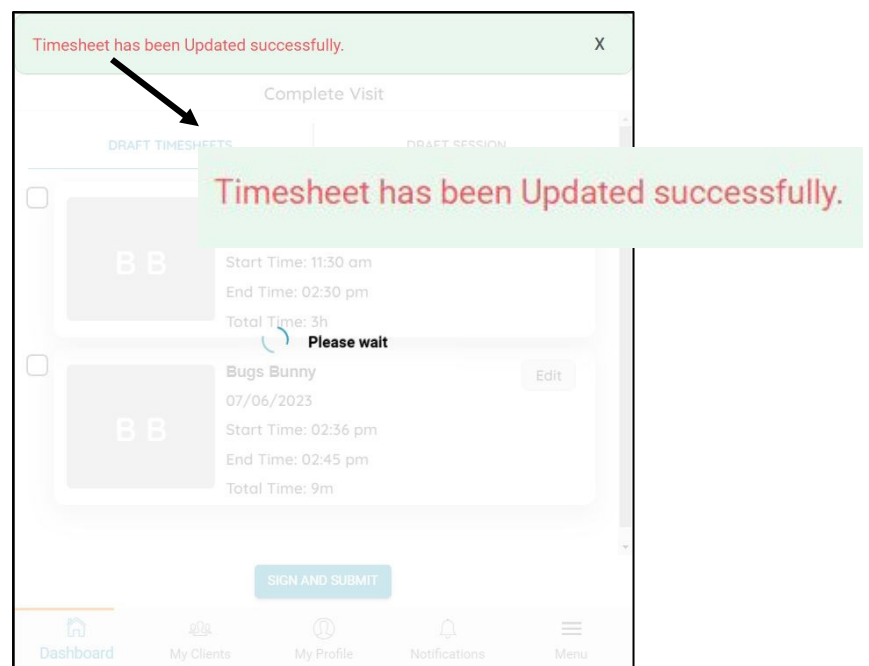 Timesheet has been Updated successfully. X
Complete Visit
DRAFT TIMESHEETS DRAFT SESSION
Timesheet has been Updated successfully.
B B
Start Time: 11:30 am
End Time: 02:30 pm
Total Time: 3h
Please wait
Bugs Bunny Edit
07/06/2023
B B
Start Time: 02:36 pm
End Time: 02:45 pm
Total Time: 9m
SIGN AND SUBMIT
Dashboard My Clients My Profile Notifications Menu